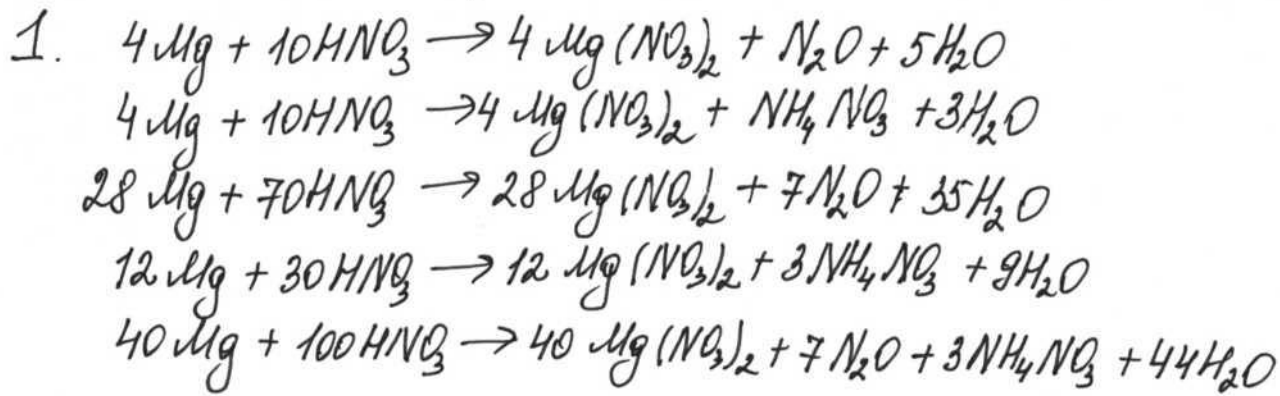 1. 4Mg + 10HNO₃ → 4Mg(NO₃)₂ + N₂O + 5H₂O
4Mg + 10HNO₃ → 4Mg(NO₃)₂ + NH₄NO₃ + 3H₂O
28Mg + 70HNO₃ → 28Mg(NO₃)₂ + 7N₂O + 35H₂O
12Mg + 30HNO₃ → 12Mg(NO₃)₂ + 3NH₄NO₃ + 9H₂O
40Mg + 100HNO₃ → 40Mg(NO₃)₂ + 7N₂O + 3NH₄NO₃ + 44H₂O